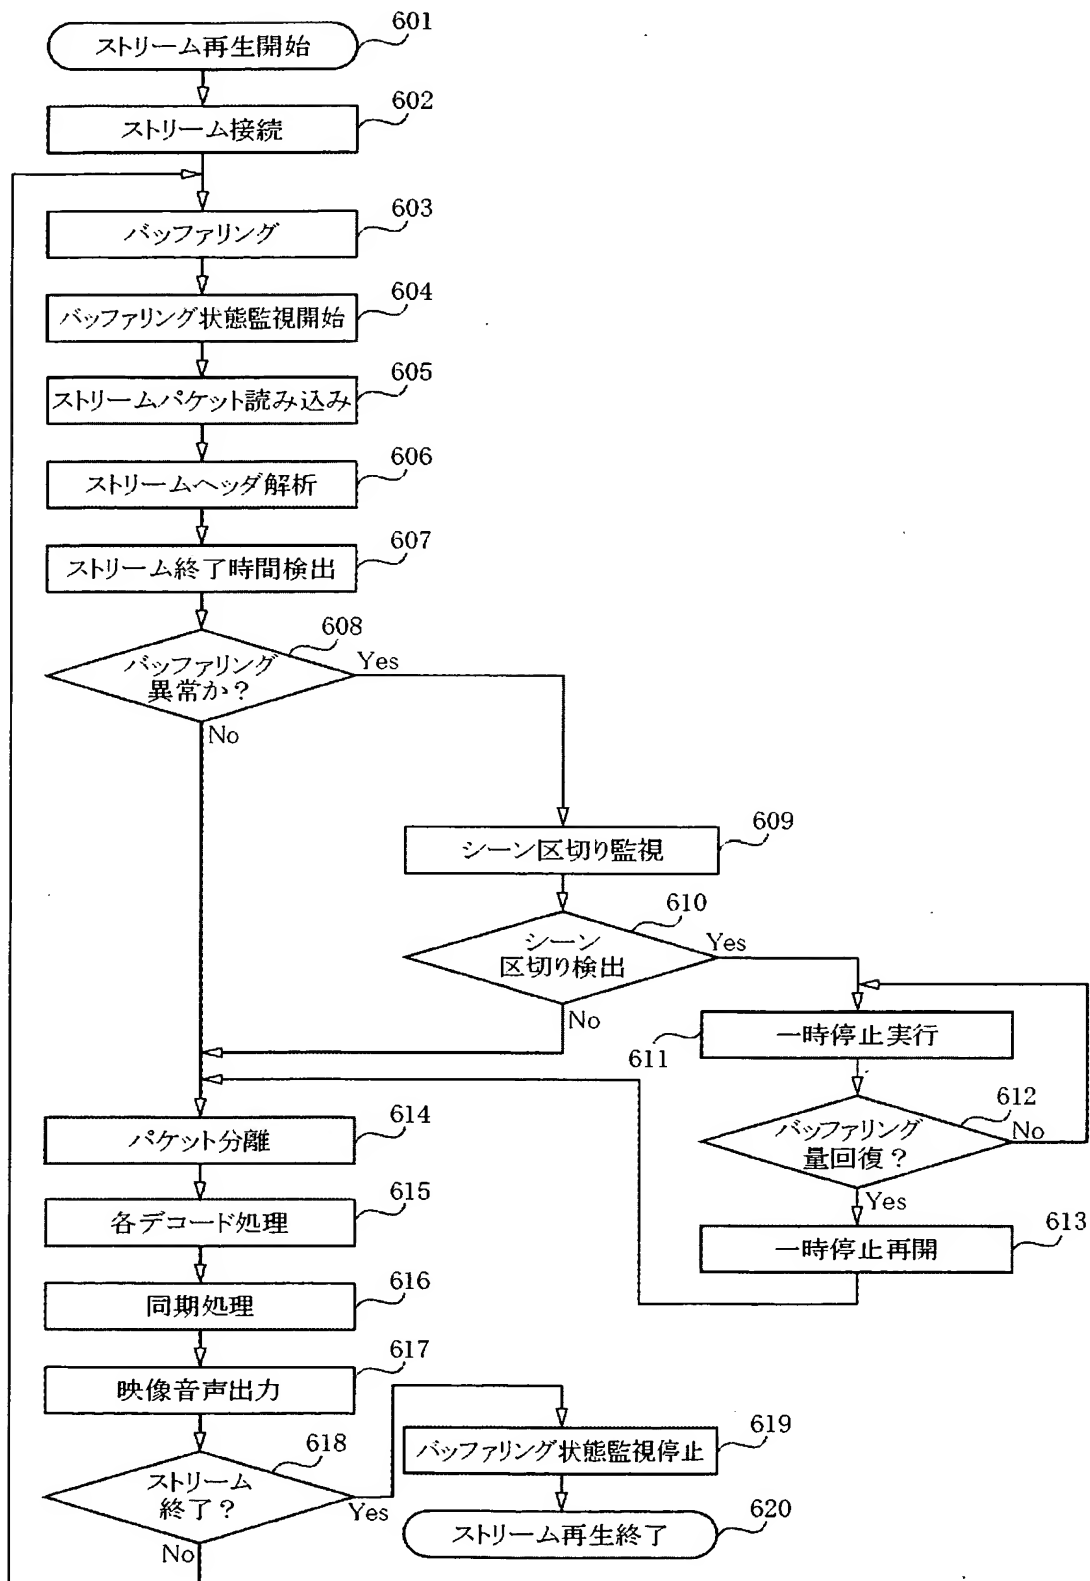 ストリーム再生開始
601
ストリーム接続
602
バッファリング
603
バッファリング状態監視開始
604
ストリームパケット読み込み
605
ストリームヘッダ解析
606
ストリーム終了時間検出
607
バッファリング
異常か?
608
Yes
No
シーン区切り監視
609
シーン
区切り検出
610
Yes
No
一時停止実行
611
バッファリング
量回復?
612
No
Yes
一時停止再開
613
パケット分離
614
各デコード処理
615
同期処理
616
映像音声出力
617
ストリーム
終了?
618
Yes
No
バッファリング状態監視停止
619
ストリーム再生終了
620